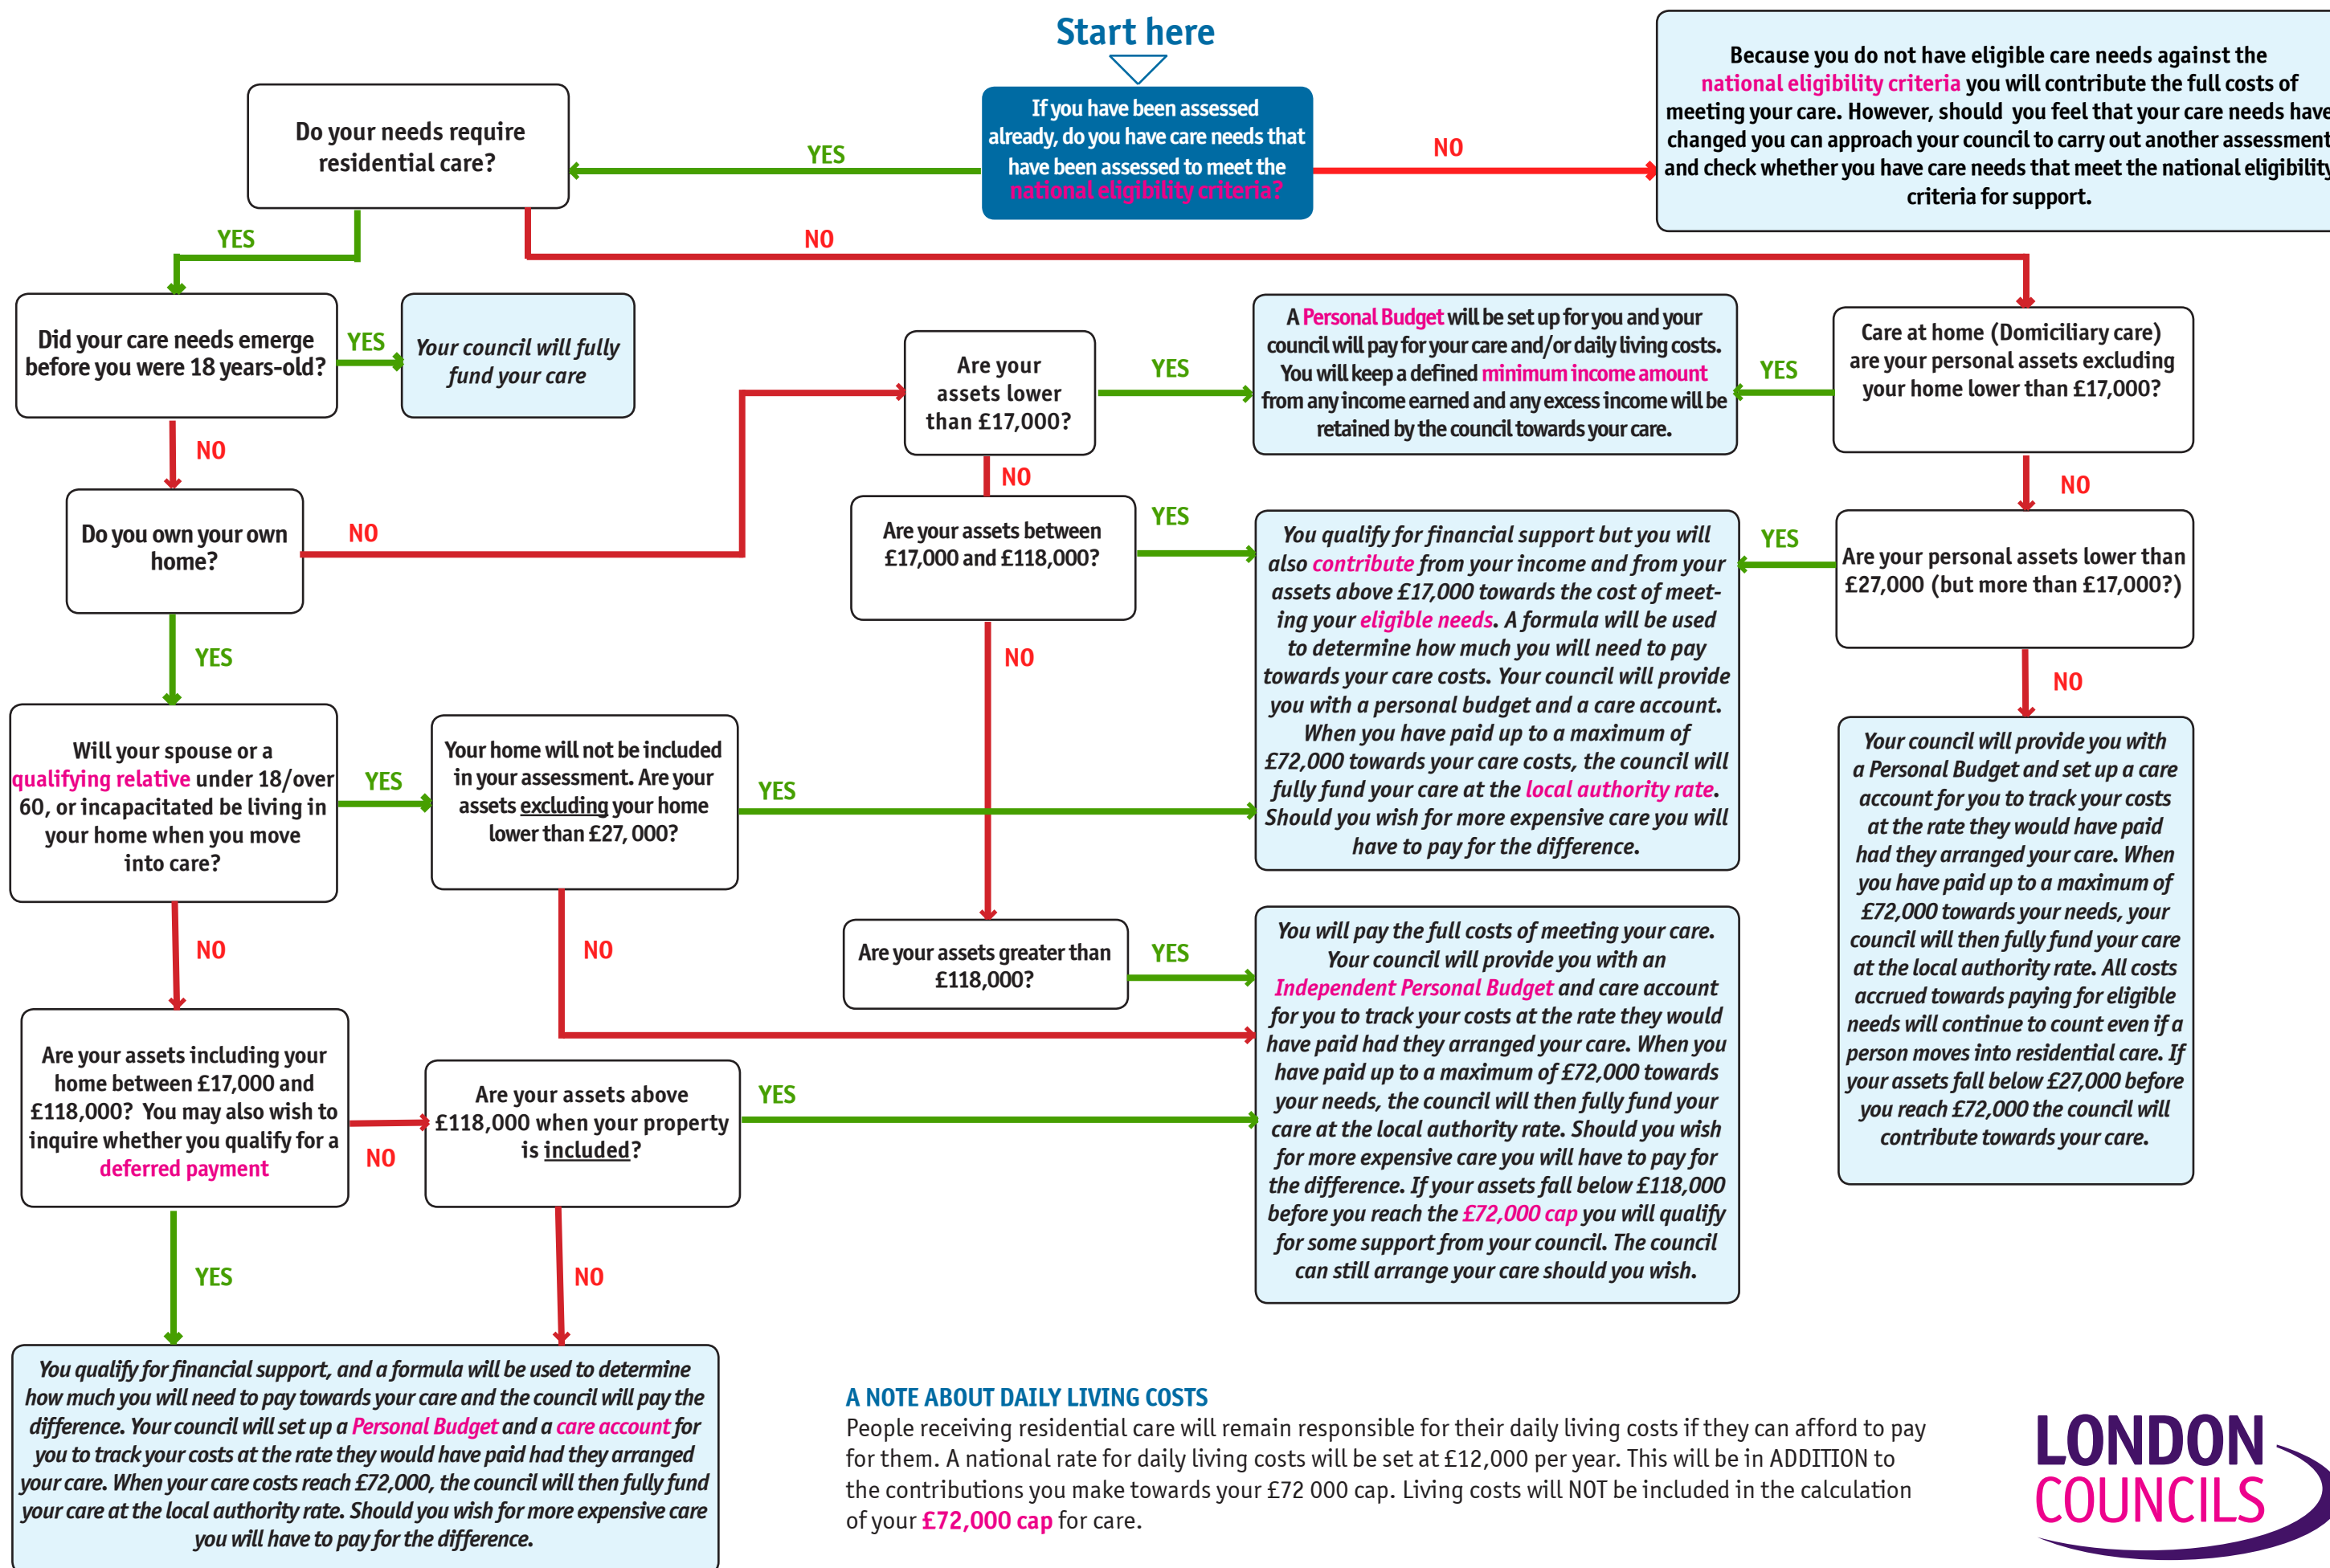 Start here
If you have been assessed
already, do you have care needs that
have been assessed to meet the
national eligibility criteria?
YES
NO
Because you do not have eligible care needs against the
national eligibility criteria you will contribute the full costs of
meeting your care. However, should you feel that your care needs have
changed you can approach your council to carry out another assessment
and check whether you have care needs that meet the national eligibility
criteria for support.
Do your needs require
residential care?
YES
NO
Did your care needs emerge
before you were 18 years-old?
YES
Your council will fully
fund your care
NO
Do you own your own
home?
NO
YES
Are your
assets lower
than £17,000?
YES
NO
A Personal Budget will be set up for you and your
council will pay for your care and/or daily living costs.
You will keep a defined minimum income amount
from any income earned and any excess income will be
retained by the council towards your care.
YES
Care at home (Domiciliary care)
are your personal assets excluding
your home lower than £17,000?
NO
Are your assets between
£17,000 and £118,000?
YES
NO
You qualify for financial support but you will
also contribute from your income and from your
assets above £17,000 towards the cost of meet-
ing your eligible needs. A formula will be used
to determine how much you will need to pay
towards your care costs. Your council will provide
you with a personal budget and a care account.
When you have paid up to a maximum of
£72,000 towards your care costs, the council will
fully fund your care at the local authority rate.
Should you wish for more expensive care you will
have to pay for the difference.
YES
Are your personal assets lower than
£27,000 (but more than £17,000?)
NO
Your council will provide you with
a Personal Budget and set up a care
account for you to track your costs
at the rate they would have paid
had they arranged your care. When
you have paid up to a maximum of
£72,000 towards your needs, your
council will then fully fund your care
at the local authority rate. All costs
accrued towards paying for eligible
needs will continue to count even if a
person moves into residential care. If
your assets fall below £27,000 before
you reach £72,000 the council will
contribute towards your care.
Will your spouse or a
qualifying relative under 18/over
60, or incapacitated be living in
your home when you move
into care?
YES
NO
Your home will not be included
in your assessment. Are your
assets excluding your home
lower than £27, 000?
YES
NO
Are your assets greater than
£118,000?
YES
You will pay the full costs of meeting your care.
Your council will provide you with an
Independent Personal Budget and care account
for you to track your costs at the rate they would
have paid had they arranged your care. When you
have paid up to a maximum of £72,000 towards
your needs, the council will then fully fund your
care at the local authority rate. Should you wish
for more expensive care you will have to pay for
the difference. If your assets fall below £118,000
before you reach the £72,000 cap you will qualify
for some support from your council. The council
can still arrange your care should you wish.
Are your assets including your
home between £17,000 and
£118,000? You may also wish to
inquire whether you qualify for a
deferred payment
NO
YES
Are your assets above
£118,000 when your property
is included?
YES
NO
You qualify for financial support, and a formula will be used to determine
how much you will need to pay towards your care and the council will pay the
difference. Your council will set up a Personal Budget and a care account for
you to track your costs at the rate they would have paid had they arranged
your care. When your care costs reach £72,000, the council will then fully fund
your care at the local authority rate. Should you wish for more expensive care
you will have to pay for the difference.
A NOTE ABOUT DAILY LIVING COSTS
People receiving residential care will remain responsible for their daily living costs if they can afford to pay
for them. A national rate for daily living costs will be set at £12,000 per year. This will be in ADDITION to
the contributions you make towards your £72 000 cap. Living costs will NOT be included in the calculation
of your £72,000 cap for care.
LONDON
COUNCILS